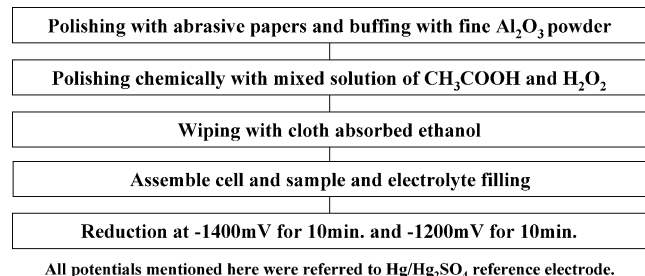 Polishing with abrasive papers and buffing with fine Al₂O₃ powder
Polishing chemically with mixed solution of CH₃COOH and H₂O₂
Wiping with cloth absorbed ethanol
Assemble cell and sample and electrolyte filling
Reduction at -1400mV for 10min. and -1200mV for 10min.
All potentials mentioned here were referred to Hg/Hg₂SO₄ reference electrode.